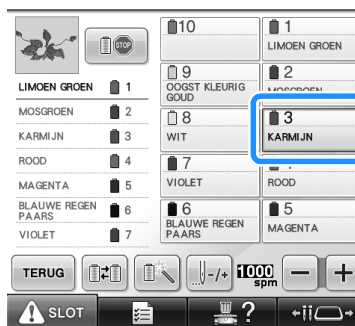 STOP
LIMOEN GROEN 1
MOSGROEN 2
KARMIJN 3
ROOD 4
MAGENTA 5
BLAUWE REGEN
PAARS 6
VIOLET 7
10
9
OOGST KLEURIG
GOUD
8
WIT
7
VIOLET
6
BLAUWE REGEN
PAARS
1
LIMOEN GROEN
2
MOSGROEN
3
KARMIJN
ROOD
5
MAGENTA
TERUG
-/+
1000
spm
− +
SLOT
?